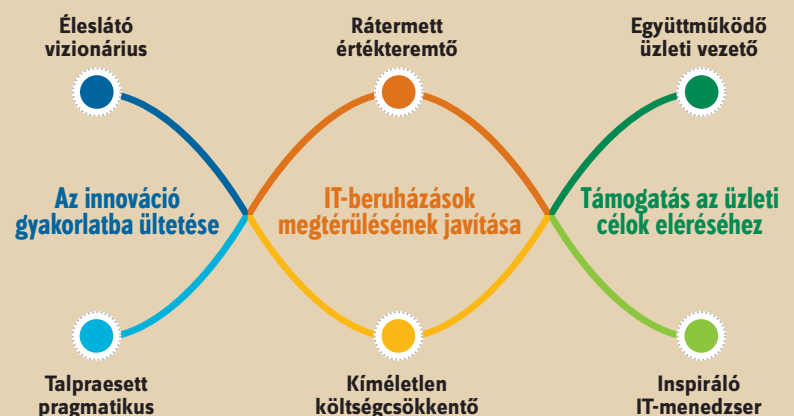 Éleslátó
vizionárius
Rátermett
értékteremtő
Együttműködő
üzleti vezető
Az innováció
gyakorlatba ültetése
IT-beruházások
megtérülésének javítása
Támogatás az üzleti
célok eléréséhez
Talpraesett
pragmatikus
Kíméletlen
költségcsökkentő
Inspiráló
IT-menedzser